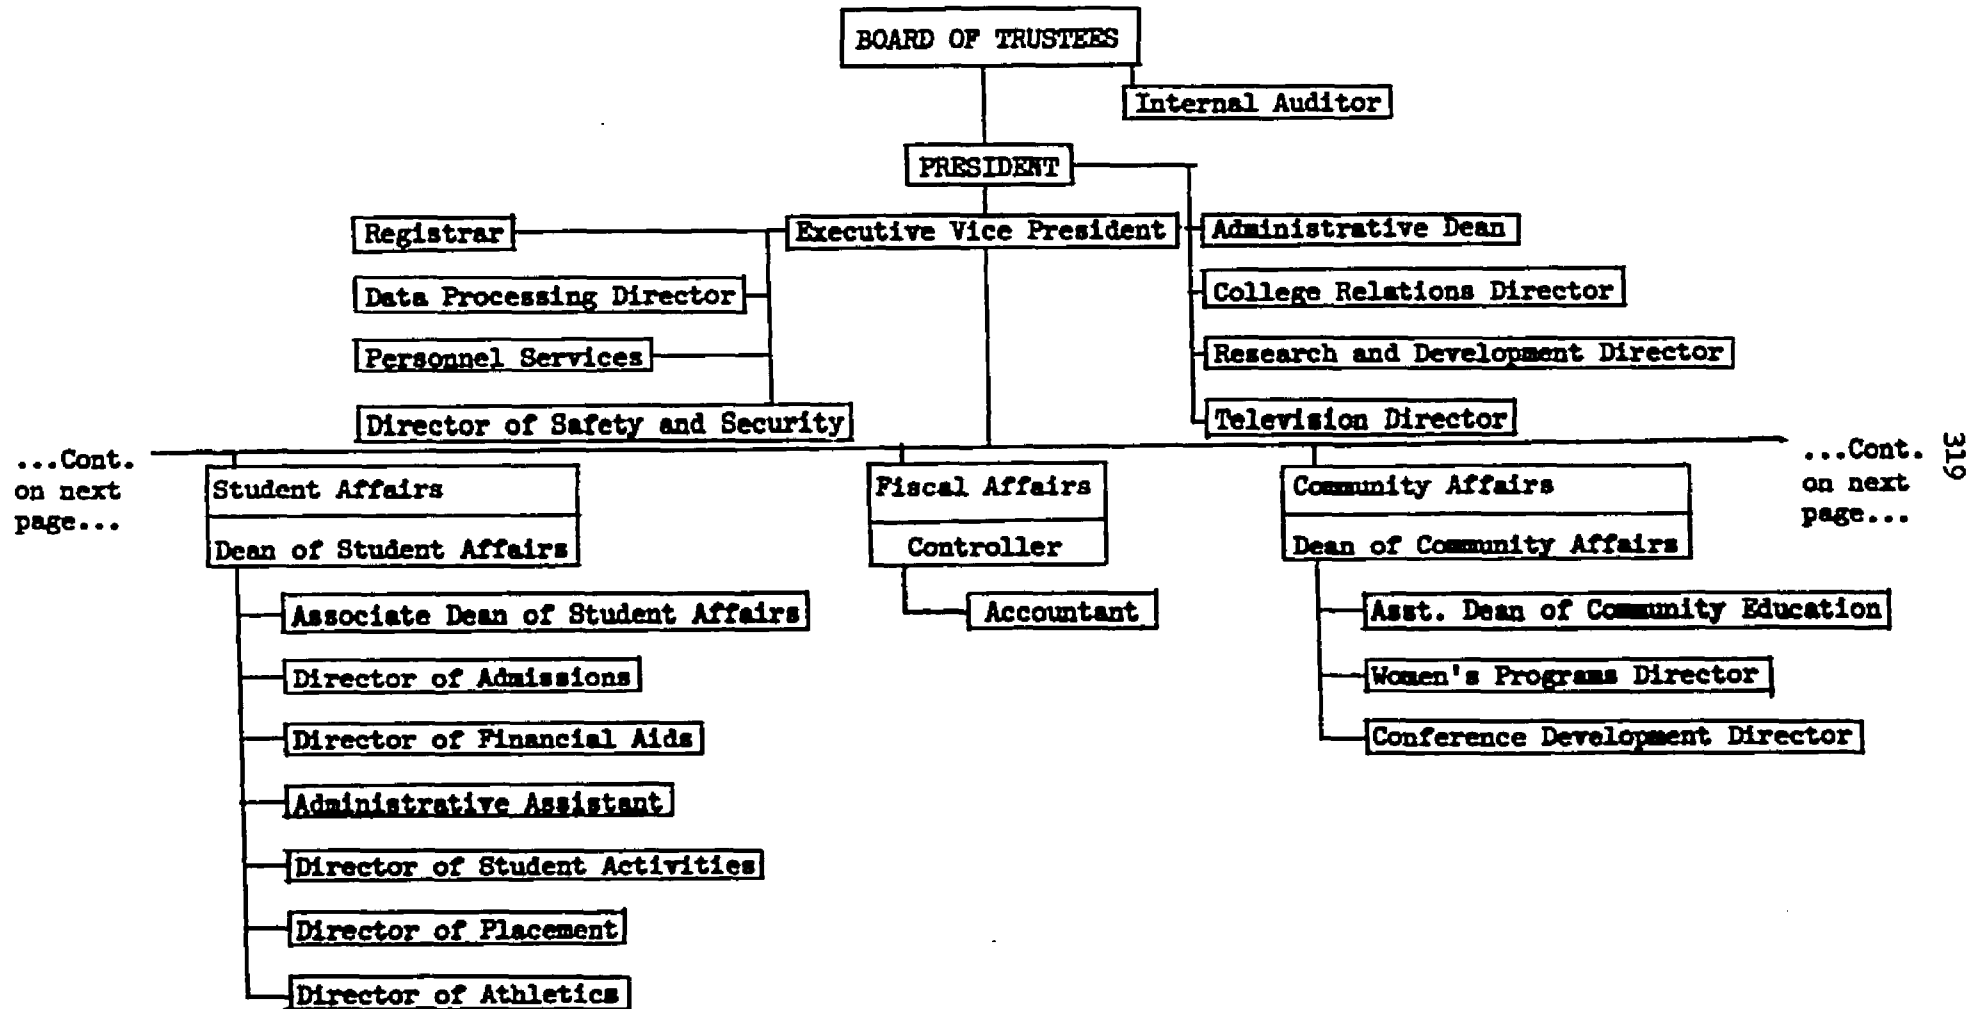 BOARD OF TRUSTEES
Internal Auditor
PRESIDENT
Registrar
Executive Vice President
Administrative Dean
Data Processing Director
College Relations Director
Personnel Services
Research and Development Director
Director of Safety and Security
Television Director
...Cont.
on next
page...
...Cont.
on next
page...
319
Student Affairs
Dean of Student Affairs
Fiscal Affairs
Controller
Community Affairs
Dean of Community Affairs
Associate Dean of Student Affairs
Director of Admissions
Director of Financial Aids
Administrative Assistant
Director of Student Activities
Director of Placement
Director of Athletics
Accountant
Asst. Dean of Community Education
Women's Programs Director
Conference Development Director